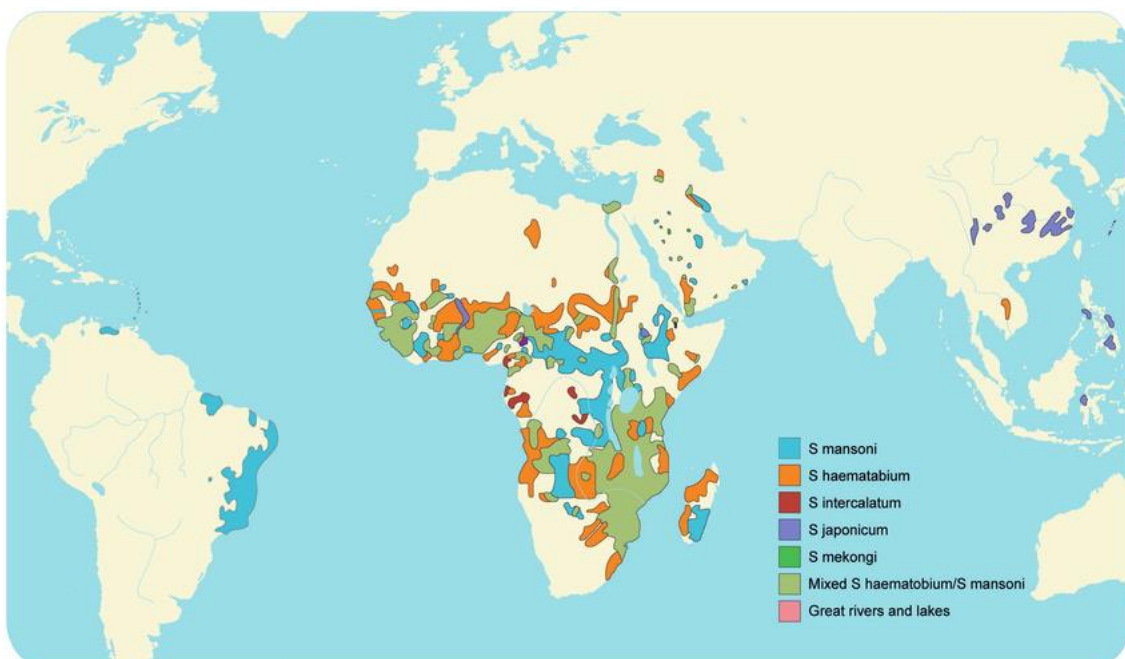 S mansoni
S haematabium
S intercalatum
S japonicum
S mekongi
Mixed S haematobium/S mansoni
Great rivers and lakes